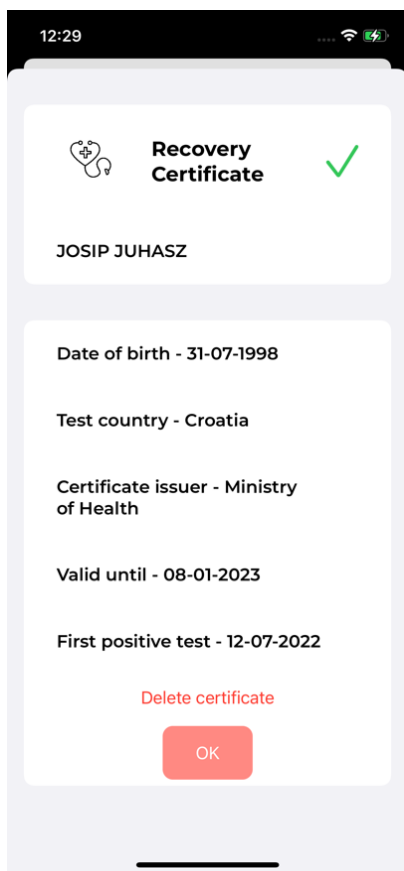 12:29
Recovery
Certificate
JOSIP JUHASZ
Date of birth - 31-07-1998
Test country - Croatia
Certificate issuer - Ministry
of Health
Valid until - 08-01-2023
First positive test - 12-07-2022
Delete certificate
OK